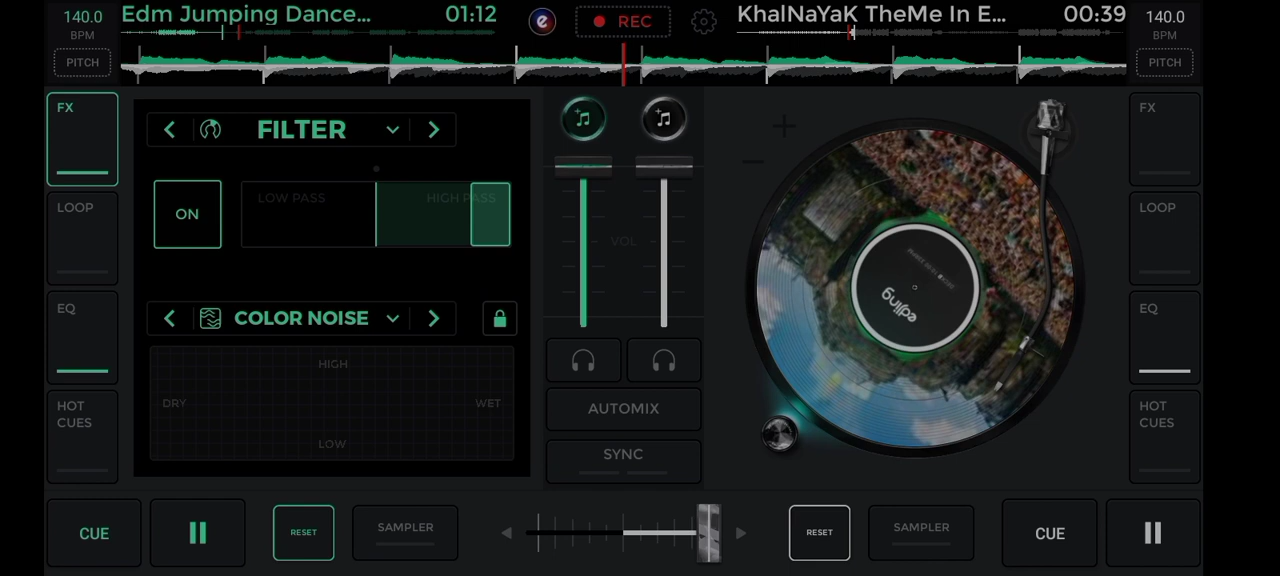 140.0
BPM
PITCH
Edm Jumping Dance...
01:12
e
REC
KhalNaYaK TheMe In E...
00:39
140.0
BPM
PITCH
FX
LOOP
EQ
HOT
CUES
FILTER
ON
LOW PASS
HIGH PASS
COLOR NOISE
HIGH
DRY
WET
LOW
VOL
AUTOMIX
SYNC
edjing
FX
LOOP
EQ
HOT
CUES
CUE
RESET
SAMPLER
RESET
SAMPLER
CUE